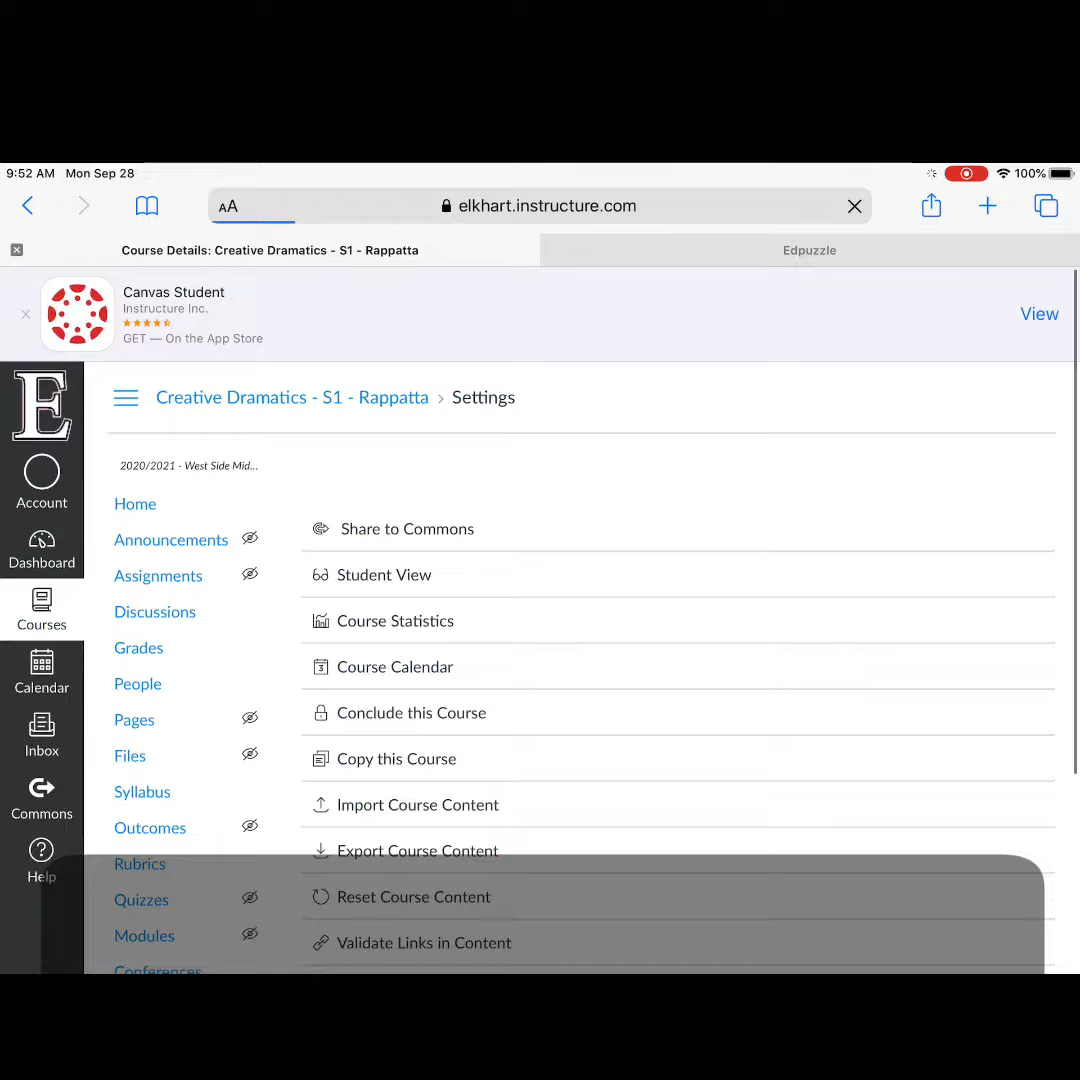 9:52 AM Mon Sep 28
100%
AA elkhart.instructure.com
Course Details: Creative Dramatics - S1 - Rappatta
Edpuzzle
Canvas Student
Instructure Inc.
GET — On the App Store
View
E
Account
Dashboard
Courses
Calendar
Inbox
Commons
Help
Creative Dramatics - S1 - Rappatta › Settings
2020/2021 - West Side Mid...
Home
Announcements
Assignments
Discussions
Grades
People
Pages
Files
Syllabus
Outcomes
Rubrics
Quizzes
Modules
Conferences
Share to Commons
Student View
Course Statistics
3 Course Calendar
Conclude this Course
Copy this Course
Import Course Content
Export Course Content
Reset Course Content
Validate Links in Content